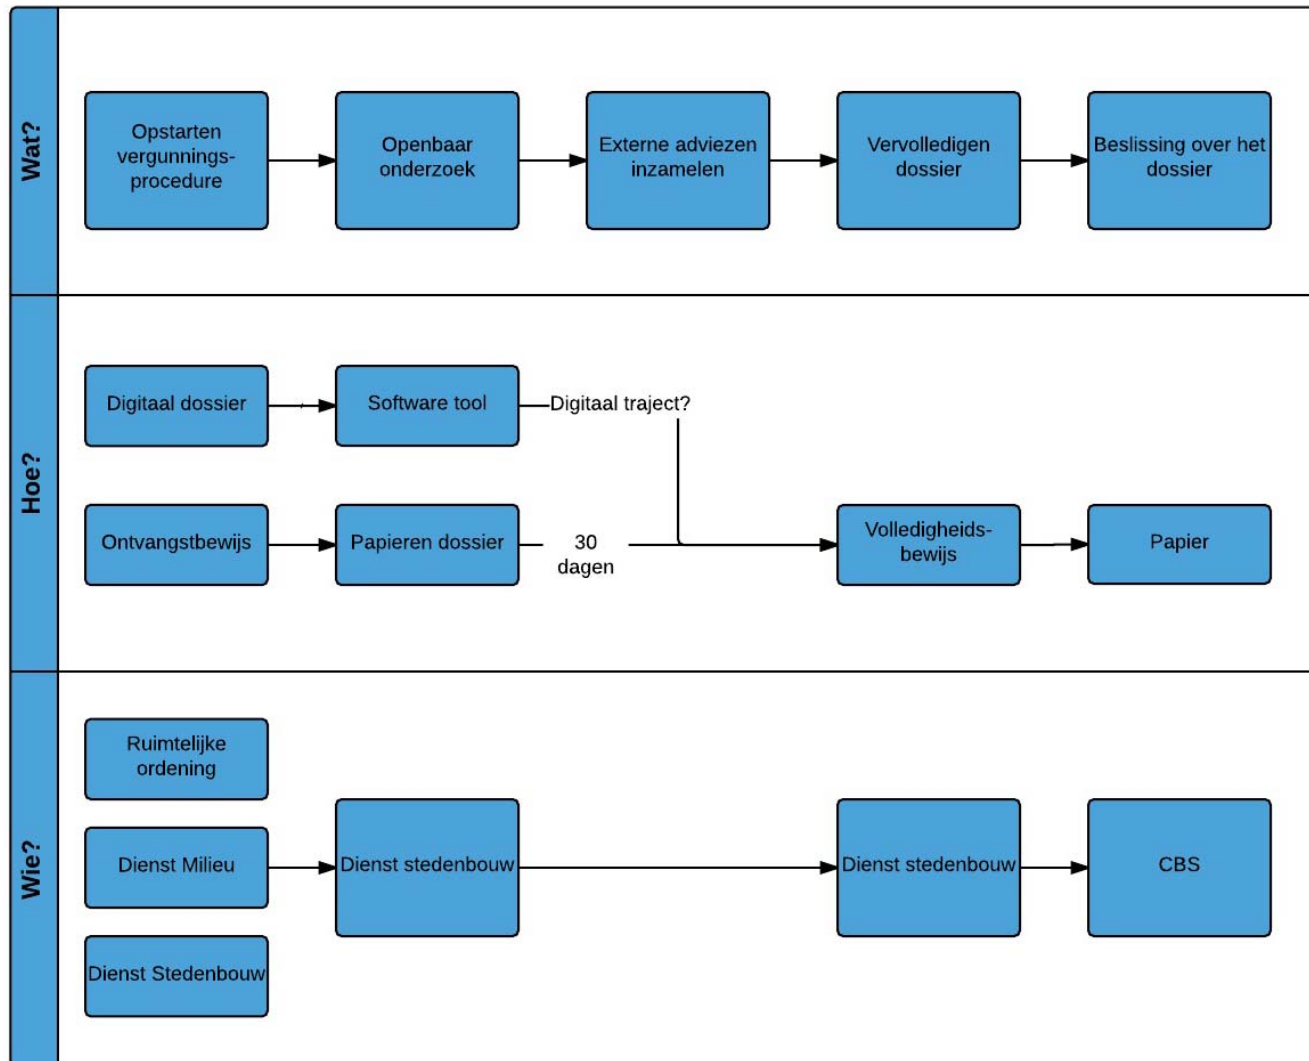 Wat?
Opstarten
vergunnings-
procedure
Openbaar
onderzoek
Externe adviezen
inzamelen
Vervolledigen
dossier
Beslissing over het
dossier
Hoe?
Digitaal dossier
Software tool
Digitaal traject?
Ontvangstbewijs
Papieren dossier
30
dagen
Volledigheids-
bewijs
Papier
Wie?
Ruimtelijke
ordening
Dienst Milieu
Dienst Stedenbouw
Dienst stedenbouw
Dienst stedenbouw
CBS